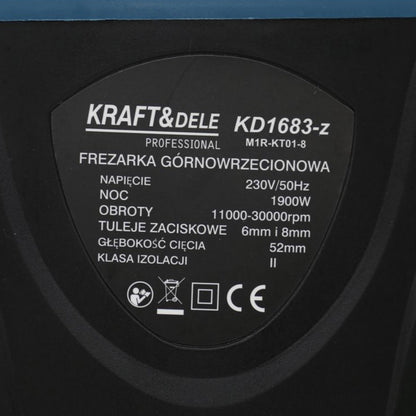 KRAFT&DELE KD1683-z
PROFESSIONAL M1R-KT01-8
FREZARKA GÓRNOWRZECIONOWA
NAPIĘCIE 230V/50Hz
NOC 1900W
OBROTY 11000-30000rpm
TULEJE ZACISKOWE 6mm i 8mm
GŁĘBOKOŚĆ CIĘCIA 52mm
KLASA IZOLACJI II
CE